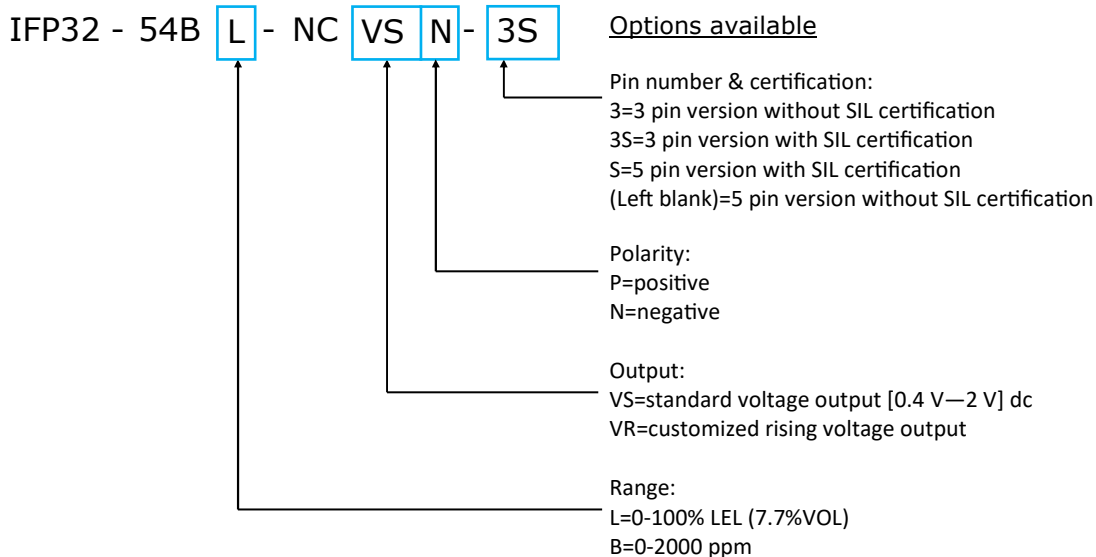 IFP32 - 54B L - NC VS N - 3S
Options available
Pin number & certification:
3=3 pin version without SIL certification
3S=3 pin version with SIL certification
S=5 pin version with SIL certification
(Left blank)=5 pin version without SIL certification
Polarity:
P=positive
N=negative
Output:
VS=standard voltage output [0.4 V—2 V] dc
VR=customized rising voltage output
Range:
L=0-100% LEL (7.7%VOL)
B=0-2000 ppm